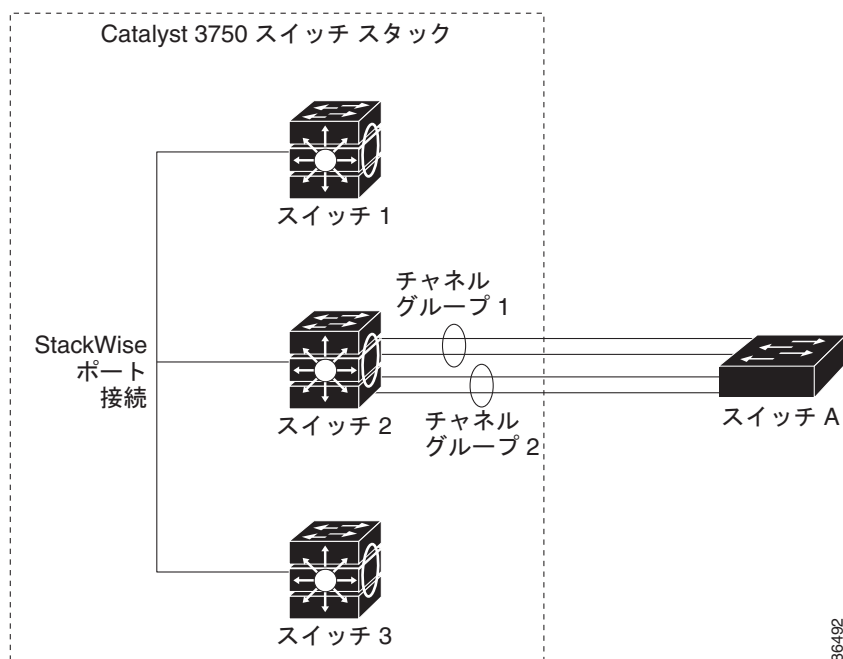 Catalyst 3750 スイッチ スタック
スイッチ 1
チャネル
グループ 1
StackWise
ポート
接続
スイッチ 2
チャネル
グループ 2
スイッチ A
スイッチ 3
86492